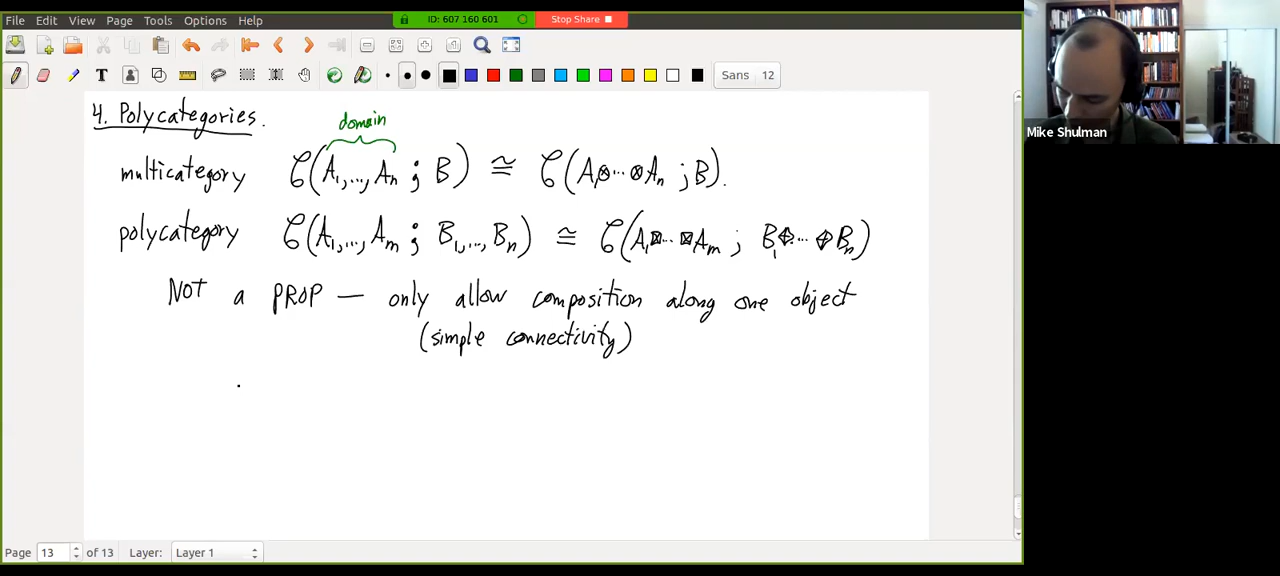 File Edit View Page Tools Options Help
ID: 607 160 601
Stop Share
Sans 12
4. Polycategories.
domain
multicategory 𝒞(A₁,..., Aₙ ; B) ≅ 𝒞(A₁⊗...⊗Aₙ ; B).
polycategory 𝒞(A₁,..., Aₘ ; B₁,..., Bₙ) ≅ 𝒞(A₁⊠...⊠Aₘ ; B₁⟴...⟴Bₙ)
NOT a PROP — only allow composition along one object
(simple connectivity)
Mike Shulman
Page 13 of 13 Layer: Layer 1